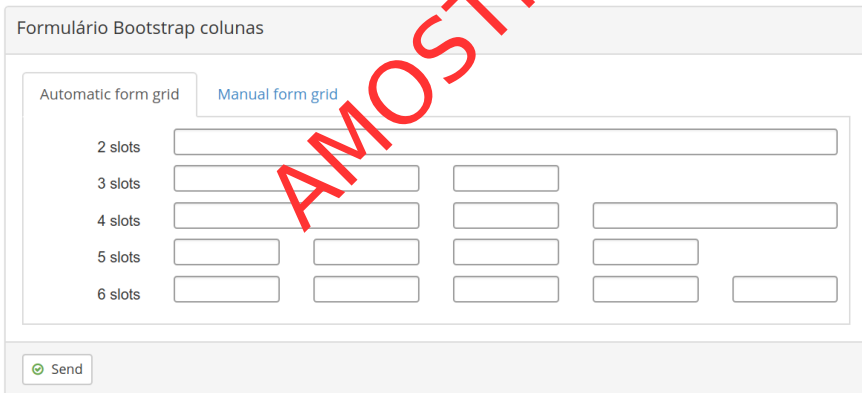 Formulário Bootstrap colunas
Automatic form grid
Manual form grid
2 slots
3 slots
4 slots
5 slots
6 slots
Send